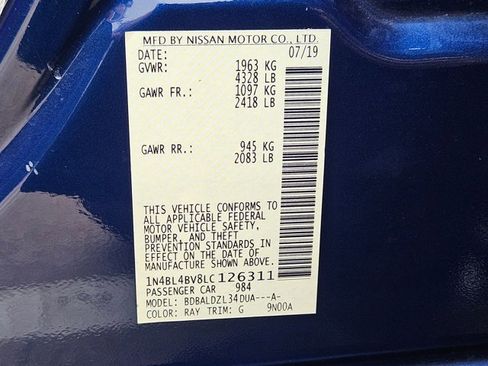 MFD BY NISSAN MOTOR CO., LTD.
DATE: 07/19
GVWR: 1963 KG
4328 LB
GAWR FR.: 1097 KG
2418 LB
GAWR RR.: 945 KG
2083 LB
THIS VEHICLE CONFORMS TO
ALL APPLICABLE FEDERAL
MOTOR VEHICLE SAFETY,
BUMPER, AND THEFT
PREVENTION STANDARDS IN
EFFECT ON THE DATE OF
MANUFACTURE SHOWN ABOVE.
1N4BL4BV8LC126311
PASSENGER CAR 984
MODEL: BDBALDZL34DUA---A-
COLOR: RAY TRIM: G 9N00A